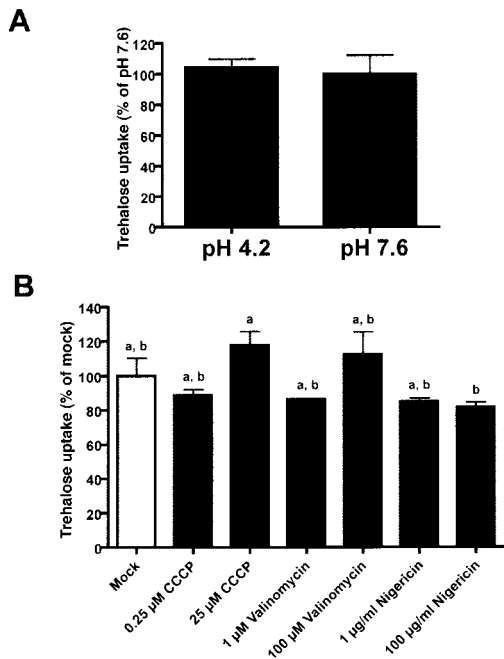 A
Trehalose uptake (% of pH 7.6)
120
100
80
60
40
20
0
pH 4.2
pH 7.6
B
Trehalose uptake (% of mock)
140
120
100
80
60
40
20
0
a, b
a, b
a
a, b
a, b
a, b
b
Mock
0.25 µM CCCP
25 µM CCCP
1 µM Valinomycin
100 µM Valinomycin
1 µg/ml Nigericin
100 µg/ml Nigericin